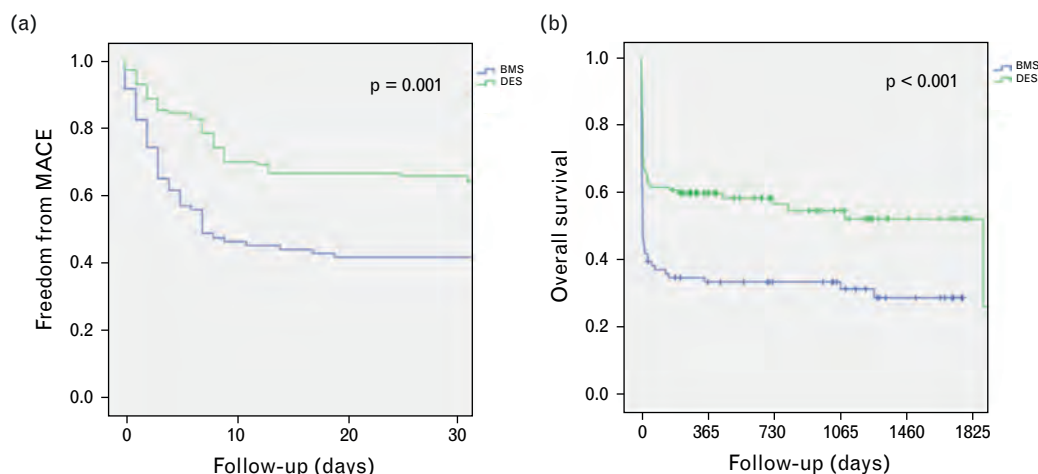 (a)
1.0
0.8
0.6
0.4
0.2
0.0
Freedom from MACE
p = 0.001
BMS
DES
0 10 20 30
Follow-up (days)
(b)
1.0
0.8
0.6
0.4
0.2
0.0
Overall survival
p < 0.001
BMS
DES
0 365 730 1065 1460 1825
Follow-up (days)